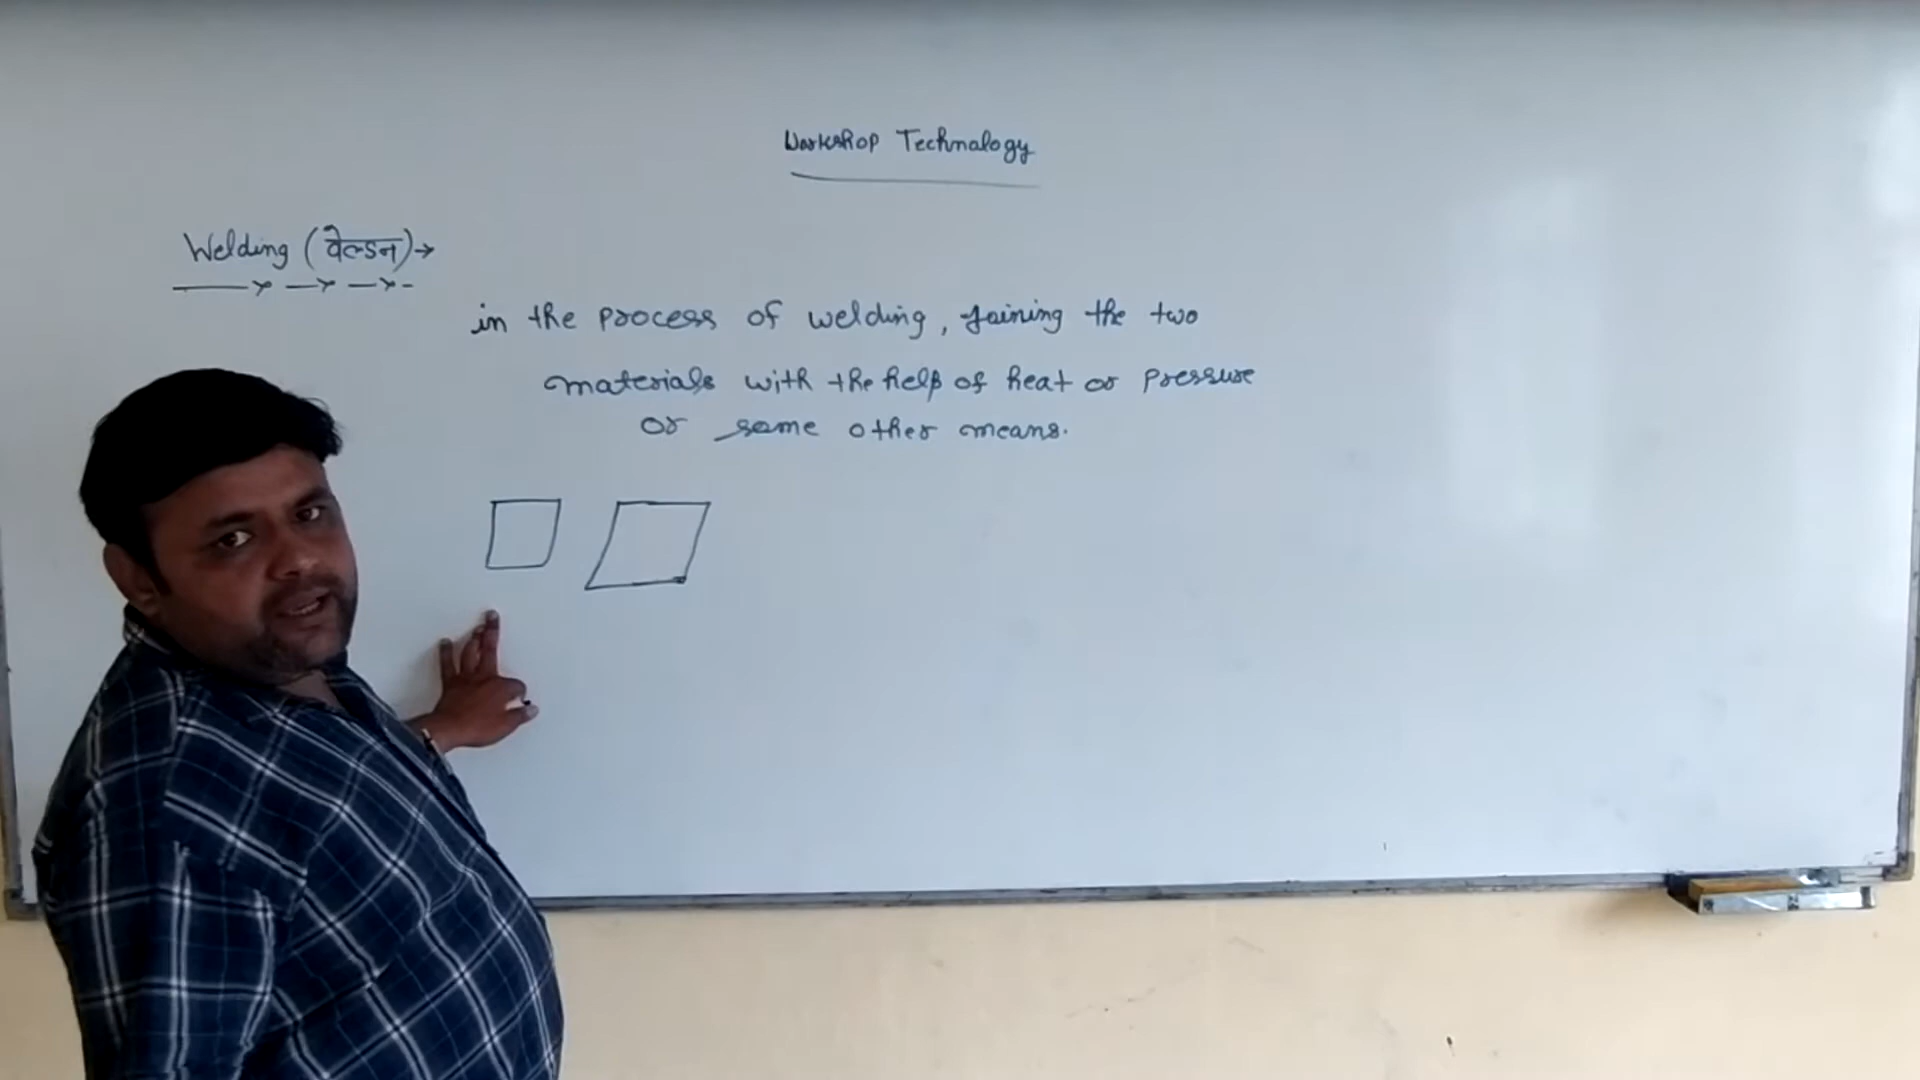 Workshop Technalogy
Welding (वेल्डन)→
in the process of welding, Joining the two
materials with the help of heat or pressure
or some other means.